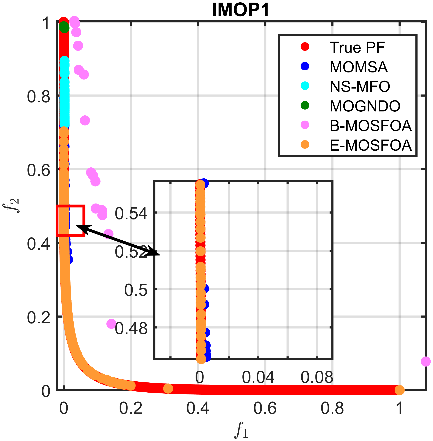 IMOP1
True PF
MOMSA
NS-MFO
MOGNDO
B-MOSFOA
E-MOSFOA
1
0.8
0.6
0.4
0.2
0
f2
0.54
0.52
0.5
0.48
0 0.04 0.08
0 0.2 0.4 0.6 0.8 1
f1